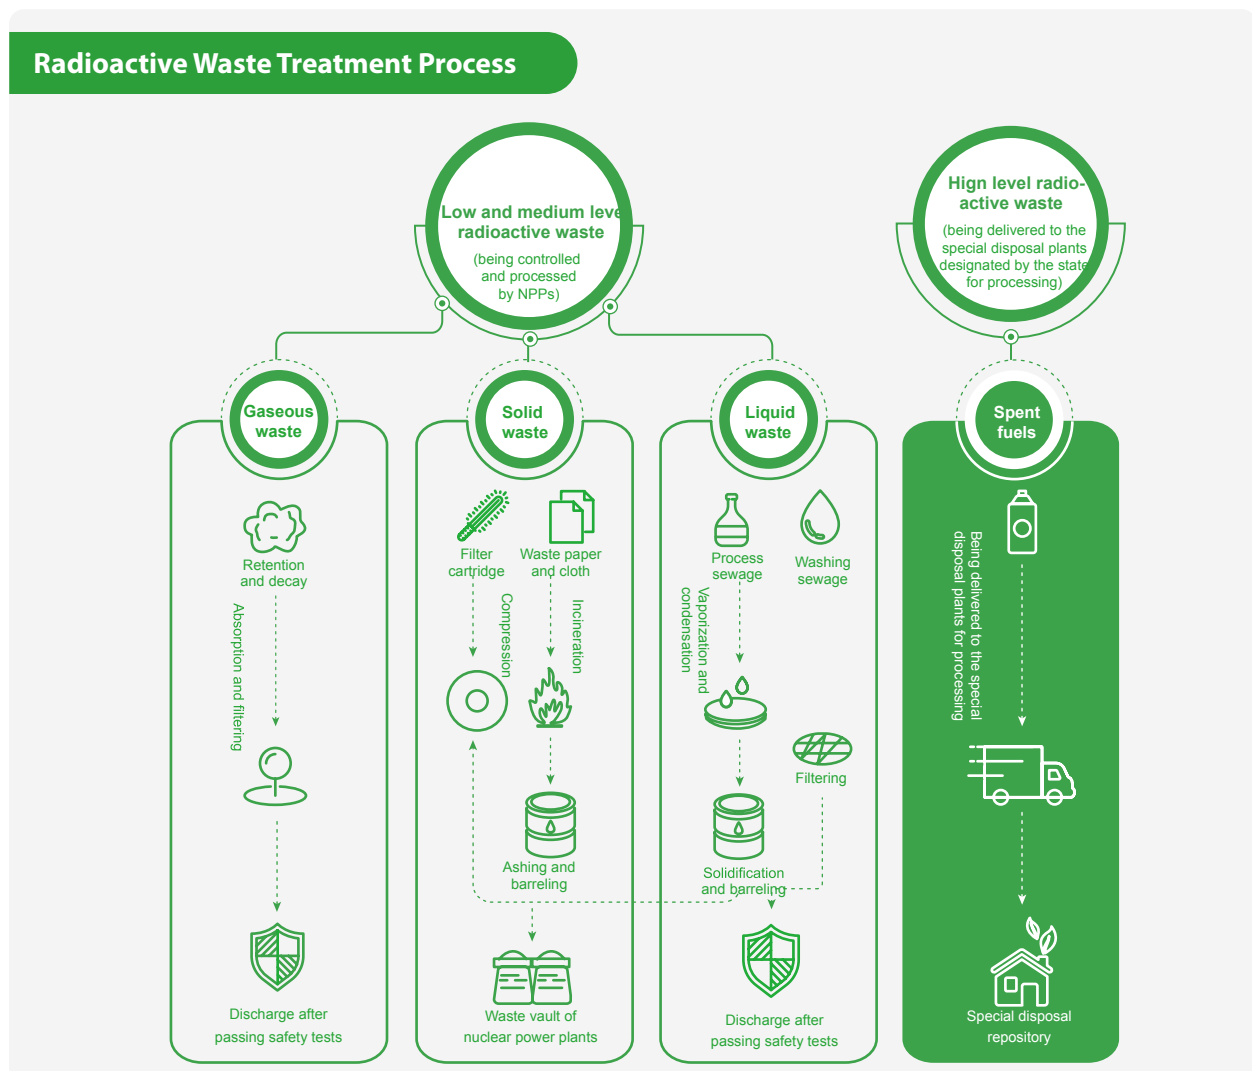 Radioactive Waste Treatment Process
Low and medium leve
radioactive waste
(being controlled
and processed
by NPPs)
Hign level radio-
active waste
(being delivered to the
special disposal plants
designated by the state
for processing)
Gaseous
waste
Retention
and decay
Absorption and filtering
Discharge after
passing safety tests
Solid
waste
Filter
cartridge
Waste paper
and cloth
Compression
Incineration
Ashing and
barreling
Waste vault of
nuclear power plants
Liquid
waste
Process
sewage
Washing
sewage
Vaporization and
condensation
Filtering
Solidification
and barreling
Discharge after
passing safety tests
Spent
fuels
Being delivered to the special
disposal plants for processing
Special disposal
repository